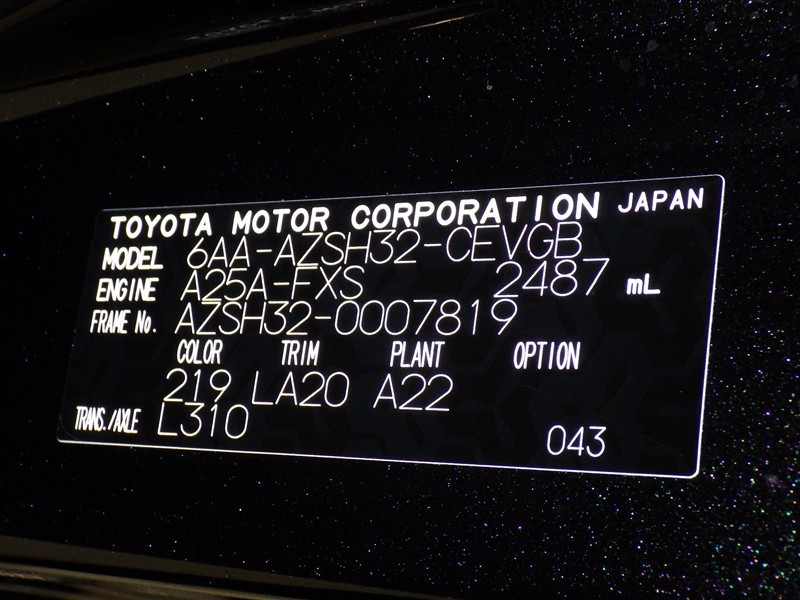 TOYOTA MOTOR CORPORATION JAPAN
MODEL 6AA-AZSH32-CEVGB
ENGINE A25A-FXS 2487 mL
FRAME No. AZSH32-0007819
COLOR TRIM PLANT OPTION
219 LA20 A22
TRANS./AXLE L310 043